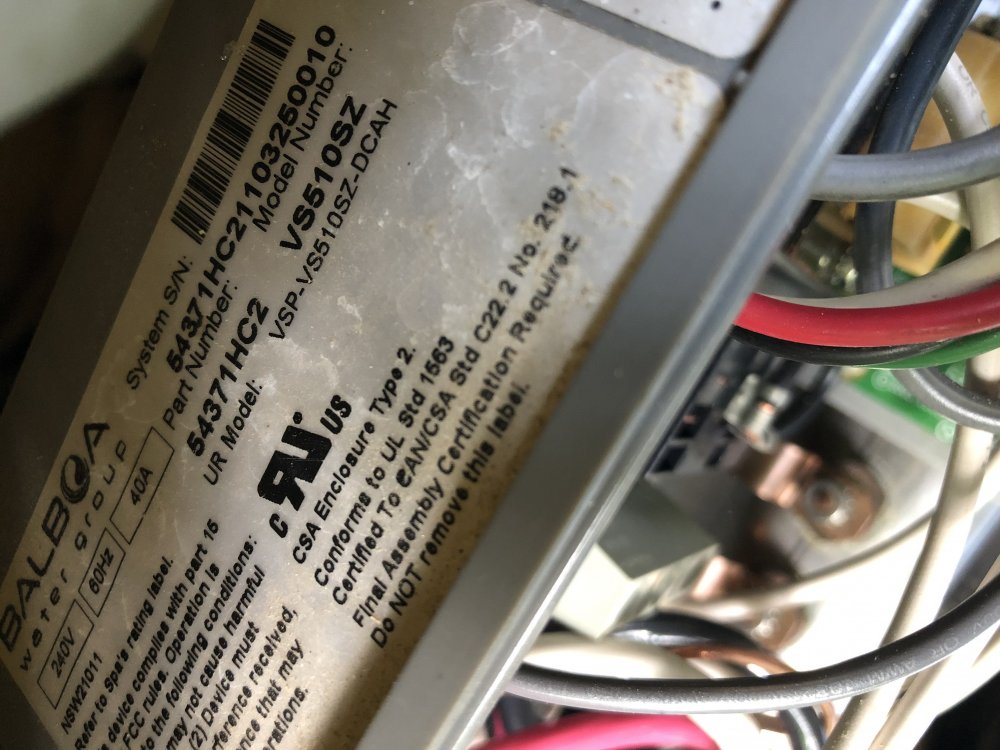 BALBOA
water group
240V 60Hz 40A
NSW21011
Refer to Spa's rating label.
device complies with part 15
FCC rules. Operation is
to the following conditions:
may not cause harmful
(2) Device must
received,
that may
System S/N:
54371HC21103250010
Part Number: Model Number:
54371HC2 VS510SZ
UR Model: VSP-VS510SZ-DCAH
c RU® US
CSA Enclosure Type 2.
Conforms to UL Std 1563
Certified To CAN/CSA Std C22.2 No. 218.1
Final Assembly Certification Required.
Do NOT remove this label.